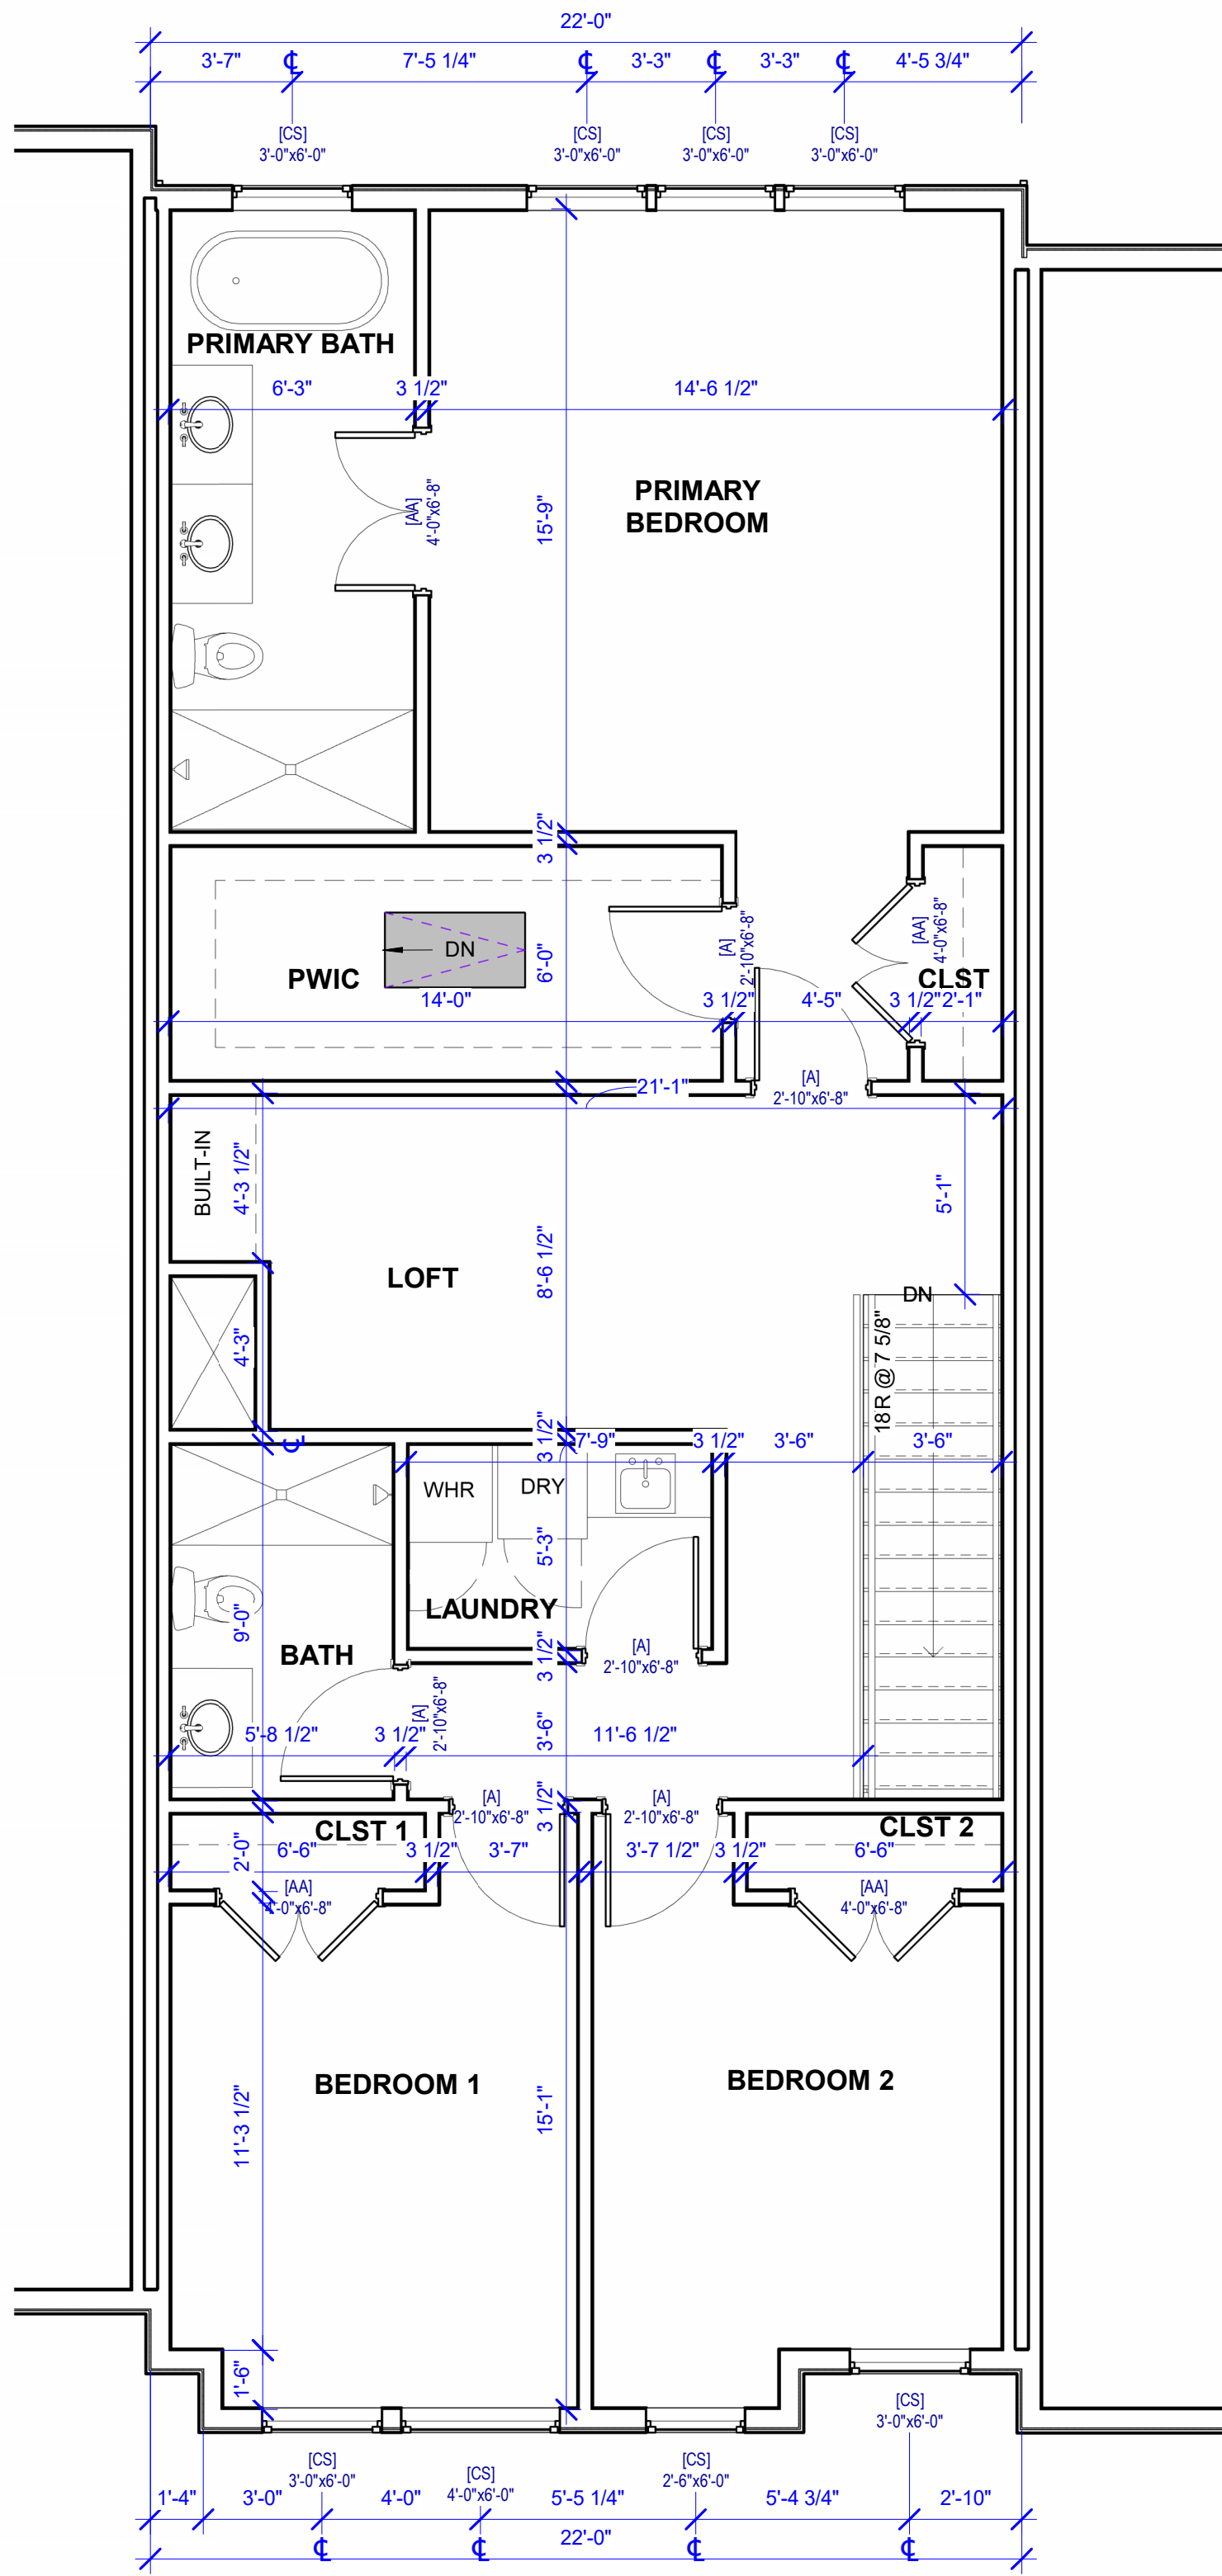 22'-0"
3'-7" ℄ 7'-5 1/4" ℄ 3'-3" ℄ 3'-3" ℄ 4'-5 3/4"
[CS] [CS] [CS] [CS]
3'-0"x6'-0" 3'-0"x6'-0" 3'-0"x6'-0" 3'-0"x6'-0"
PRIMARY BATH
6'-3" 3 1/2" 14'-6 1/2"
PRIMARY
BEDROOM
[AA]
4'-0"x6'-8"
15'-9"
3 1/2"
[A]
2'-10"x6'-8"
[AA]
4'-0"x6'-8"
DN
6'-0"
PWIC
CLST
14'-0" 3 1/2" 4'-5" 3 1/2" 2'-1"
[A]
2'-10"x6'-8"
21'-1"
BUILT-IN
4'-3 1/2"
5'-1"
LOFT
8'-6 1/2"
DN
18R @ 7 5/8"
4'-3"
℄
3 1/2"
7'-9" 3 1/2" 3'-6" 3'-6"
WHR DRY
5'-3"
LAUNDRY
9'-0"
BATH
3 1/2"
[A]
2'-10"x6'-8"
[A]
2'-10"x6'-8"
5'-8 1/2" 3 1/2" 3'-6" 11'-6 1/2"
[A] [A]
2'-10"x6'-8" 2'-10"x6'-8"
3 1/2"
CLST 1 CLST 2
2'-0"
6'-6" 3 1/2" 3'-7" 3'-7 1/2" 3 1/2" 6'-6"
[AA] [AA]
4'-0"x6'-8" 4'-0"x6'-8"
BEDROOM 1 BEDROOM 2
11'-3 1/2" 15'-1"
1'-6"
[CS]
3'-0"x6'-0"
[CS] [CS] [CS]
3'-0"x6'-0" 4'-0"x6'-0" 2'-6"x6'-0"
1'-4" 3'-0" 4'-0" 5'-5 1/4" 5'-4 3/4" 2'-10"
22'-0"
℄ ℄ ℄ ℄